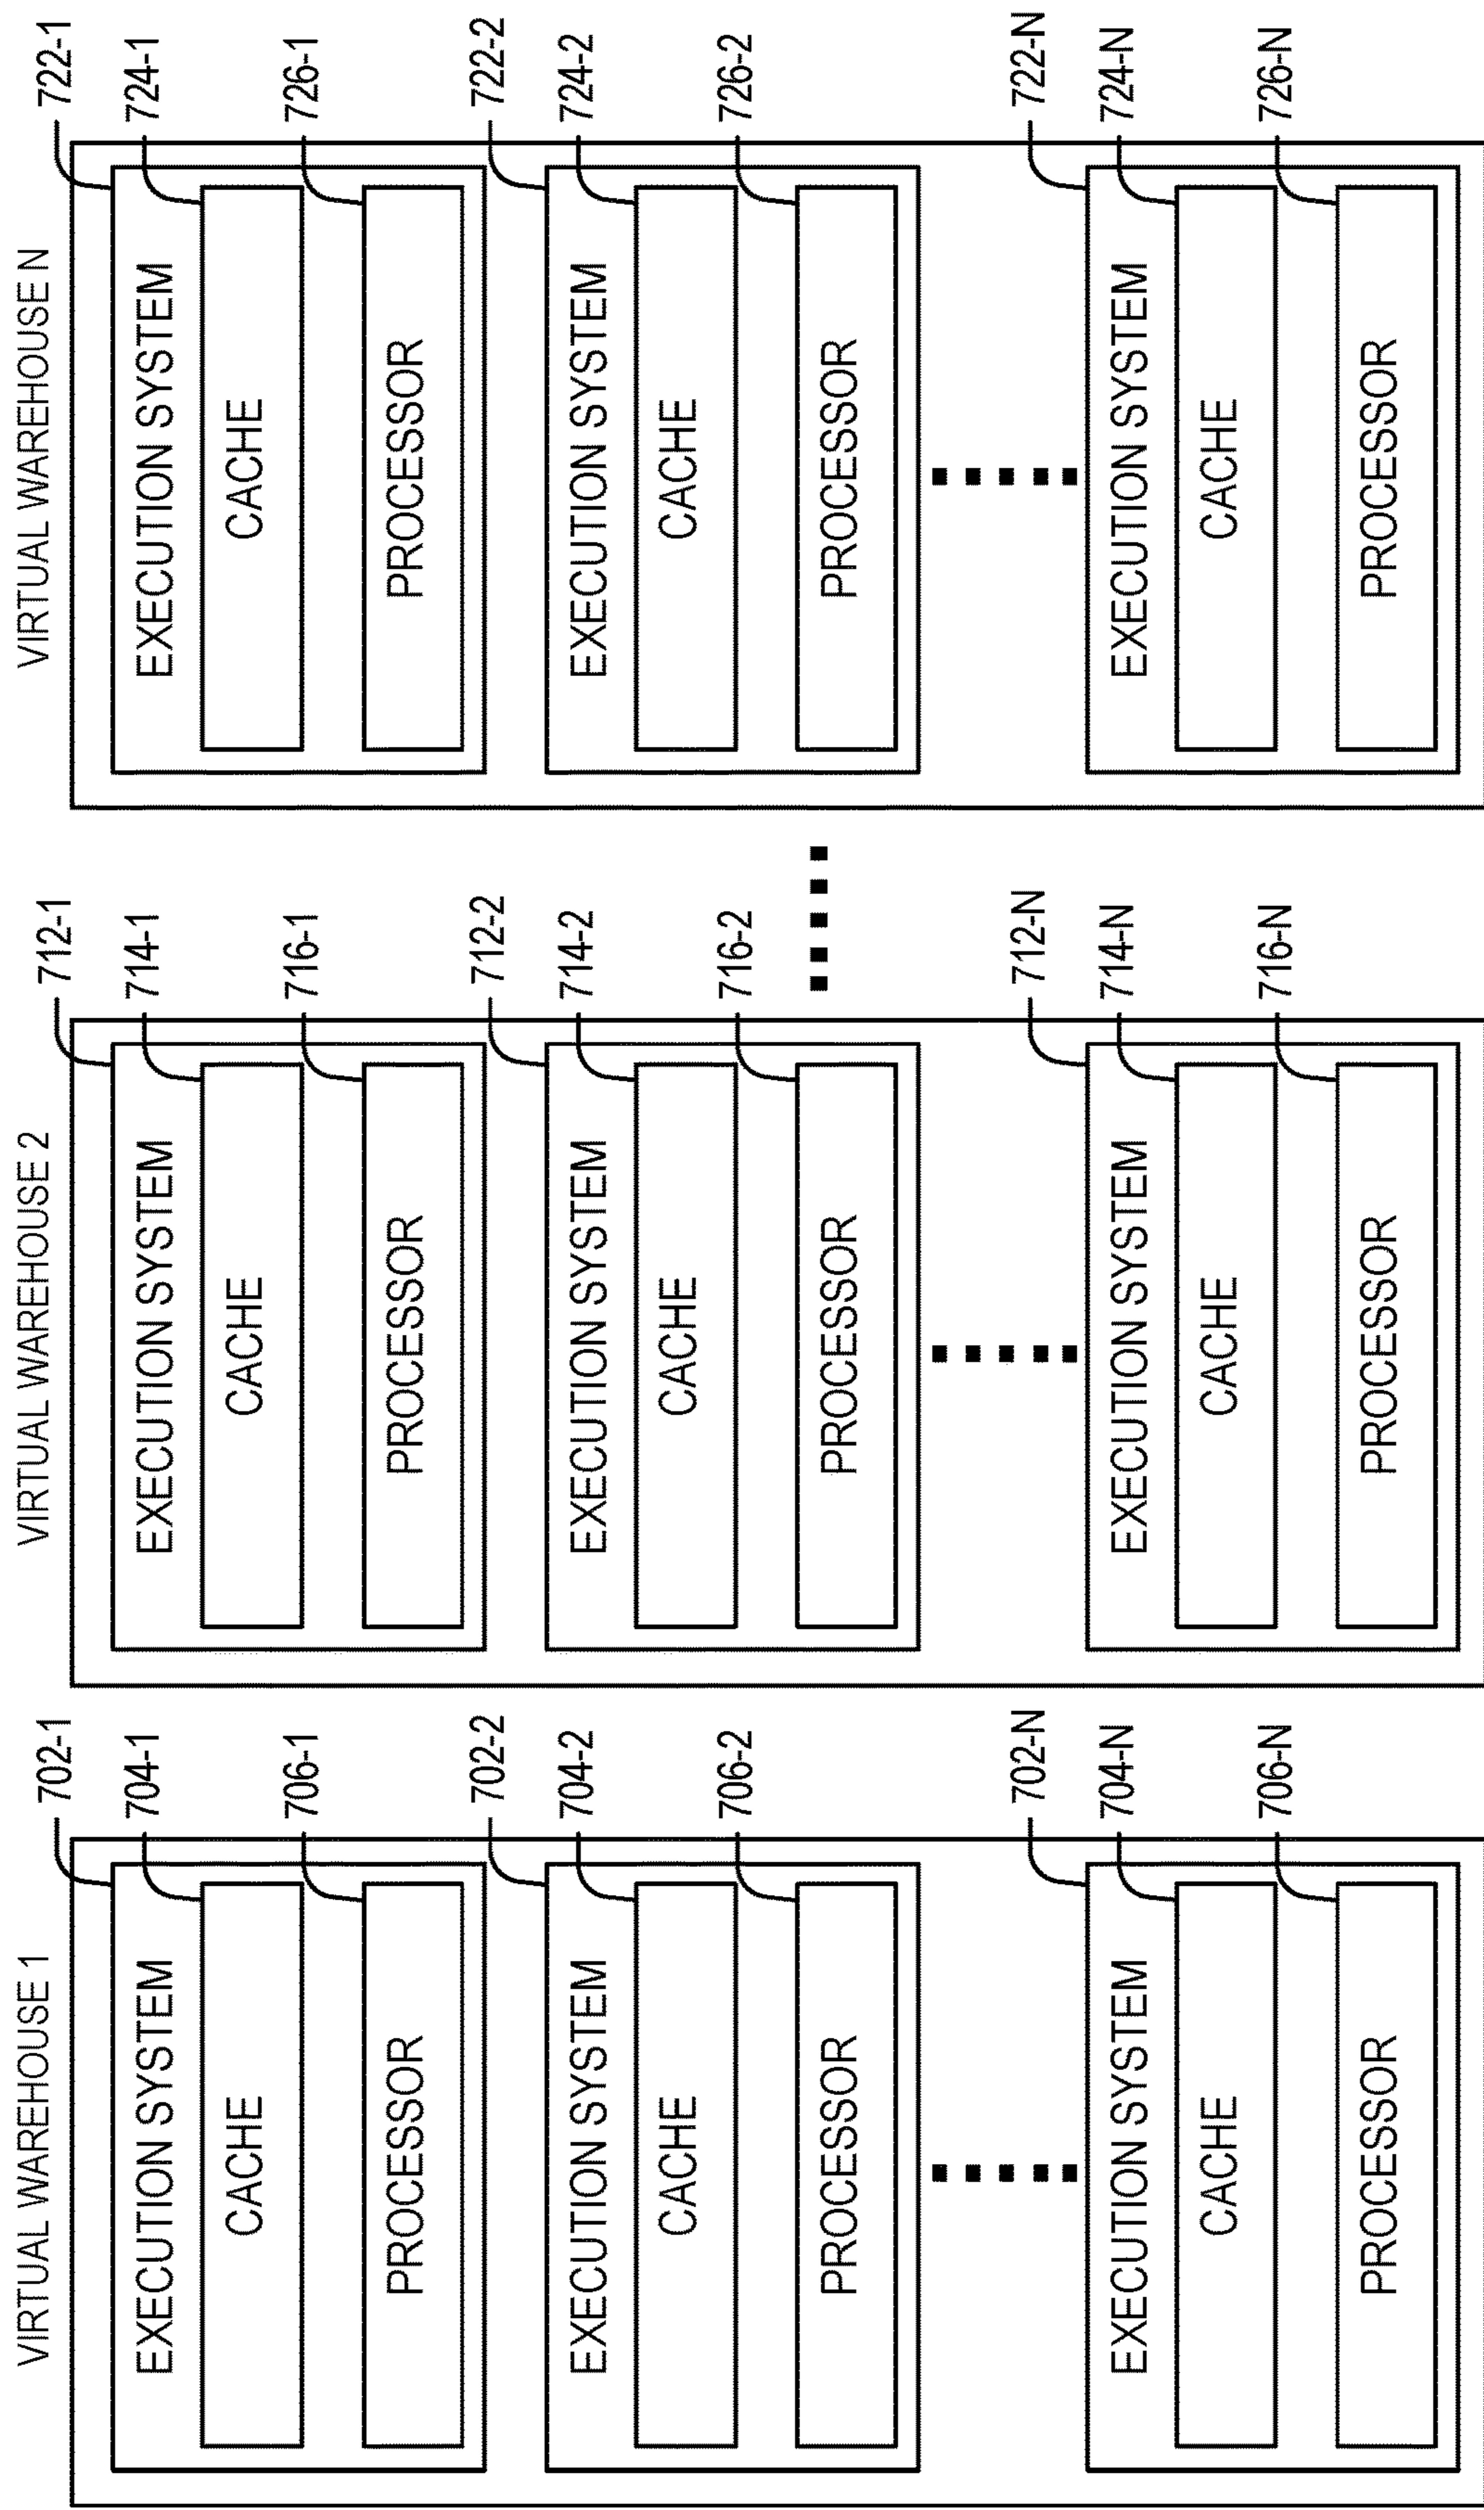 VIRTUAL WAREHOUSE 1
702-1
EXECUTION SYSTEM
704-1
CACHE
706-1
PROCESSOR
702-2
EXECUTION SYSTEM
704-2
CACHE
706-2
PROCESSOR
702-N
EXECUTION SYSTEM
704-N
CACHE
706-N
PROCESSOR
VIRTUAL WAREHOUSE 2
712-1
EXECUTION SYSTEM
714-1
CACHE
716-1
PROCESSOR
712-2
EXECUTION SYSTEM
714-2
CACHE
716-2
PROCESSOR
712-N
EXECUTION SYSTEM
714-N
CACHE
716-N
PROCESSOR
VIRTUAL WAREHOUSE N
722-1
EXECUTION SYSTEM
724-1
CACHE
726-1
PROCESSOR
722-2
EXECUTION SYSTEM
724-2
CACHE
726-2
PROCESSOR
722-N
EXECUTION SYSTEM
724-N
CACHE
726-N
PROCESSOR